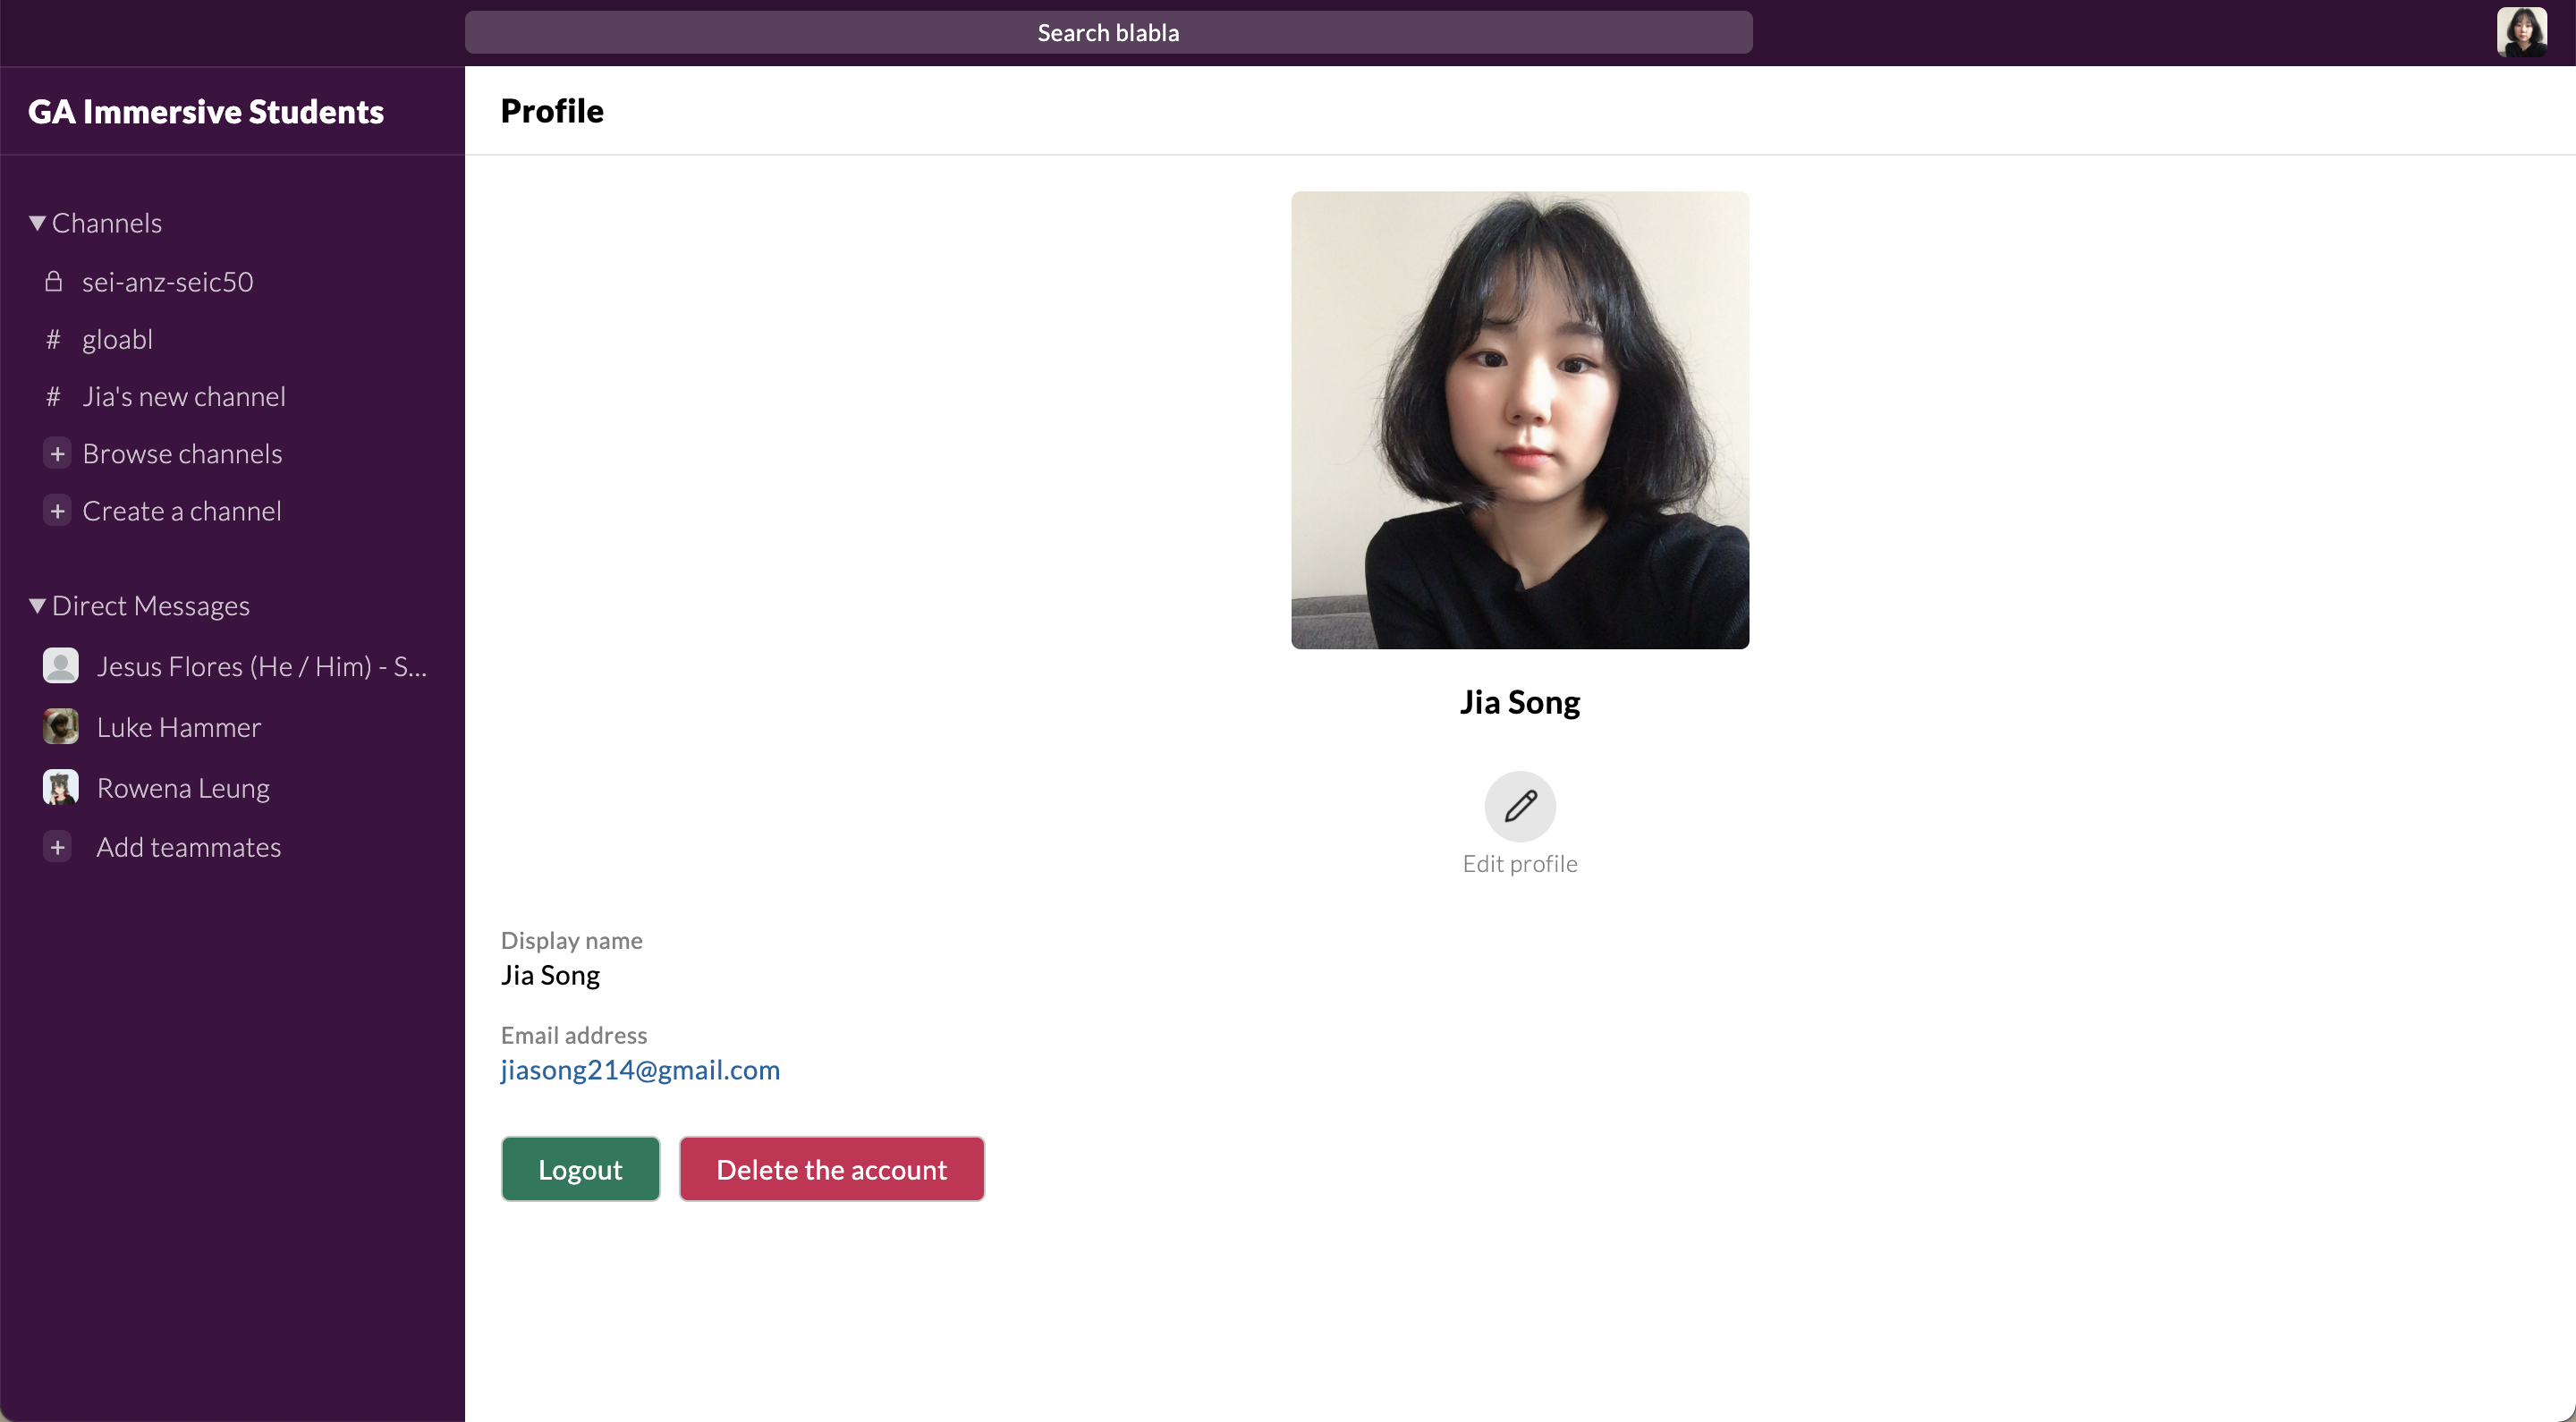 Search blabla
GA Immersive Students
Channels
sei-anz-seic50
# gloabl
# Jia's new channel
+ Browse channels
+ Create a channel
Direct Messages
Jesus Flores (He / Him) - S...
Luke Hammer
Rowena Leung
+ Add teammates
Profile
Jia Song
Edit profile
Display name
Jia Song
Email address
jiasong214@gmail.com
Logout
Delete the account